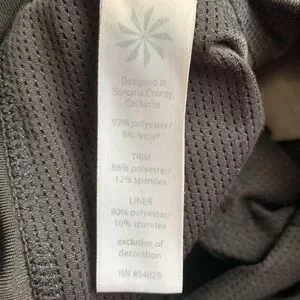 Designed in
Sonoma County,
California
92% polyester/
8% lycra®
TRIM
88% polyester/
12% spandex
LINER
90% polyester/
10% spandex
exclusive of
decoration
RN #54023